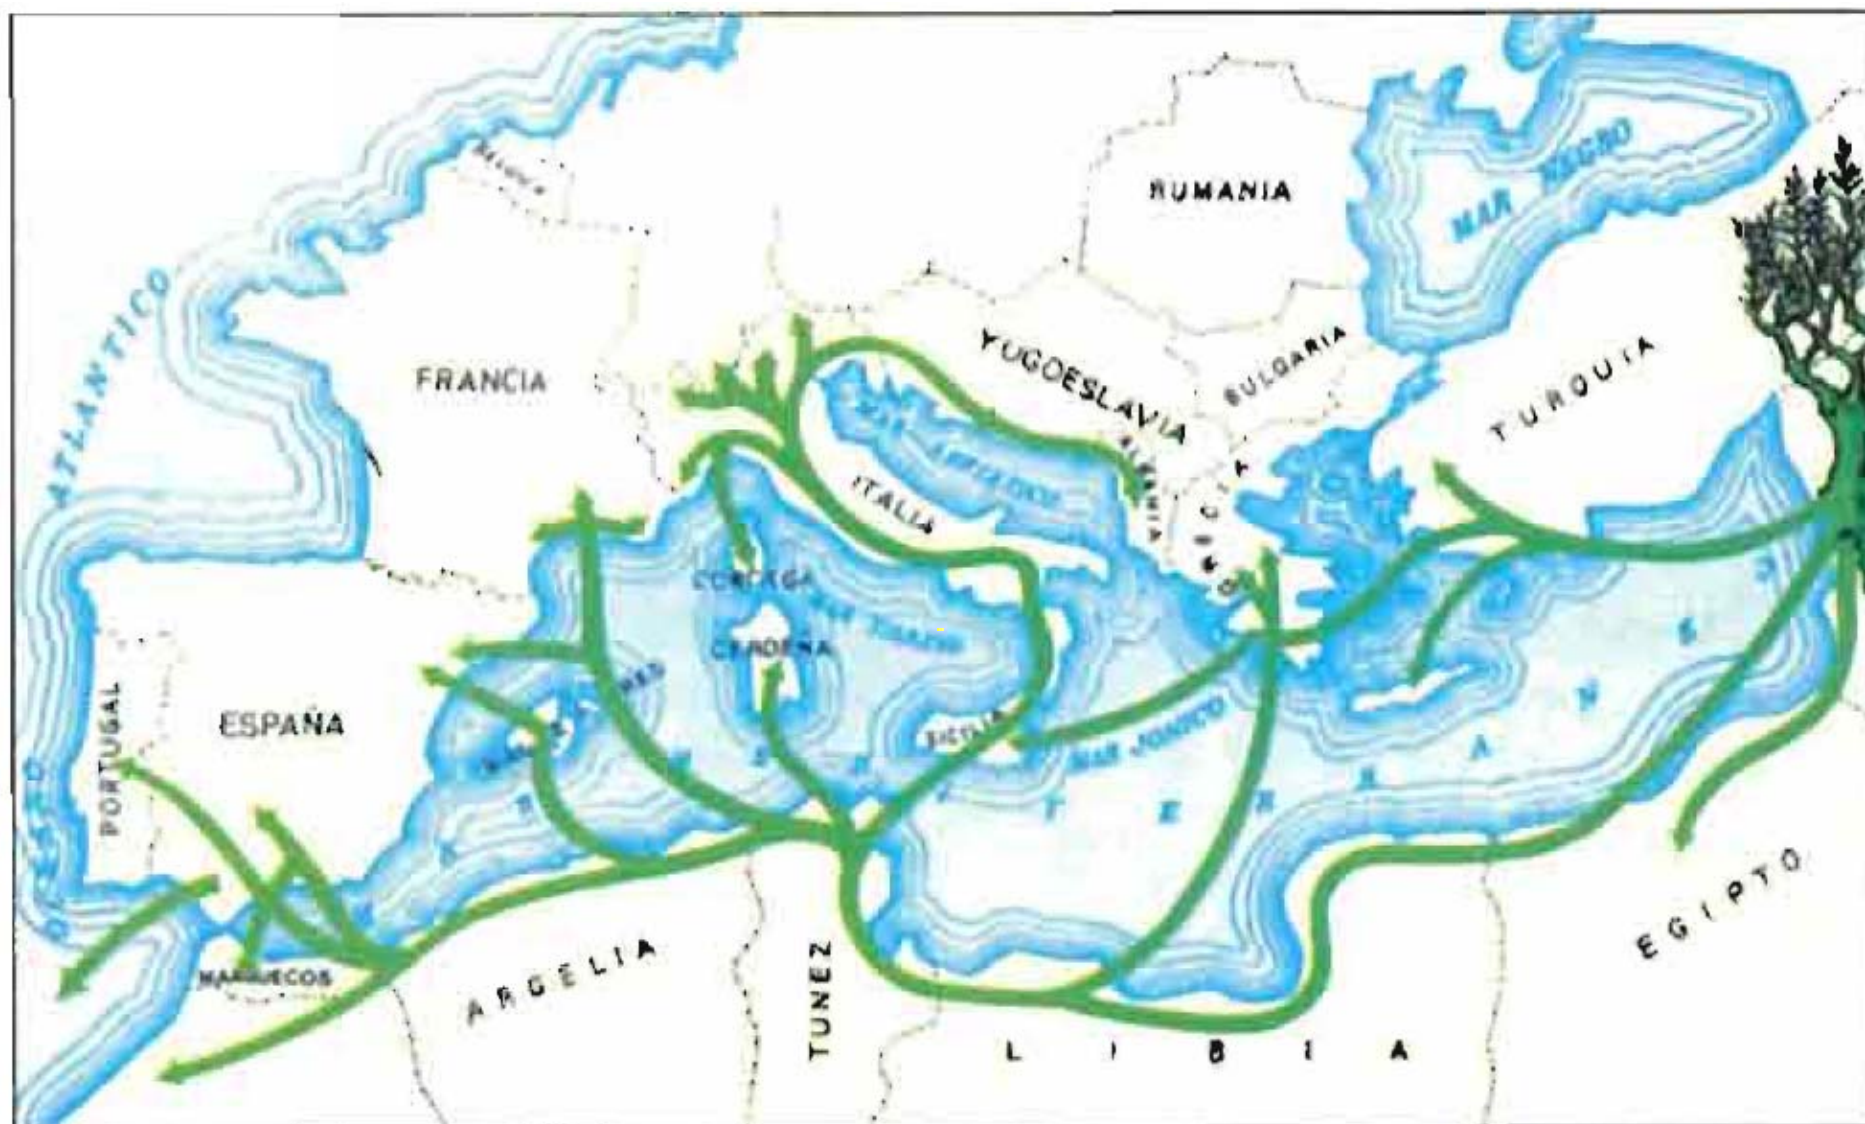 MAR NEGRO
RUMANIA
ATLANTICO
FRANCIA
YUGOESLAVIA
BULGARIA
TURQUIA
ITALIA
ALBANIA
GRECIA
CORCEGA
CERDEÑA
ESPAÑA
PORTUGAL
SICILIA
MAR JONICO
MARRUECOS
ARGELIA
TUNEZ
LIBIA
EGIPTO